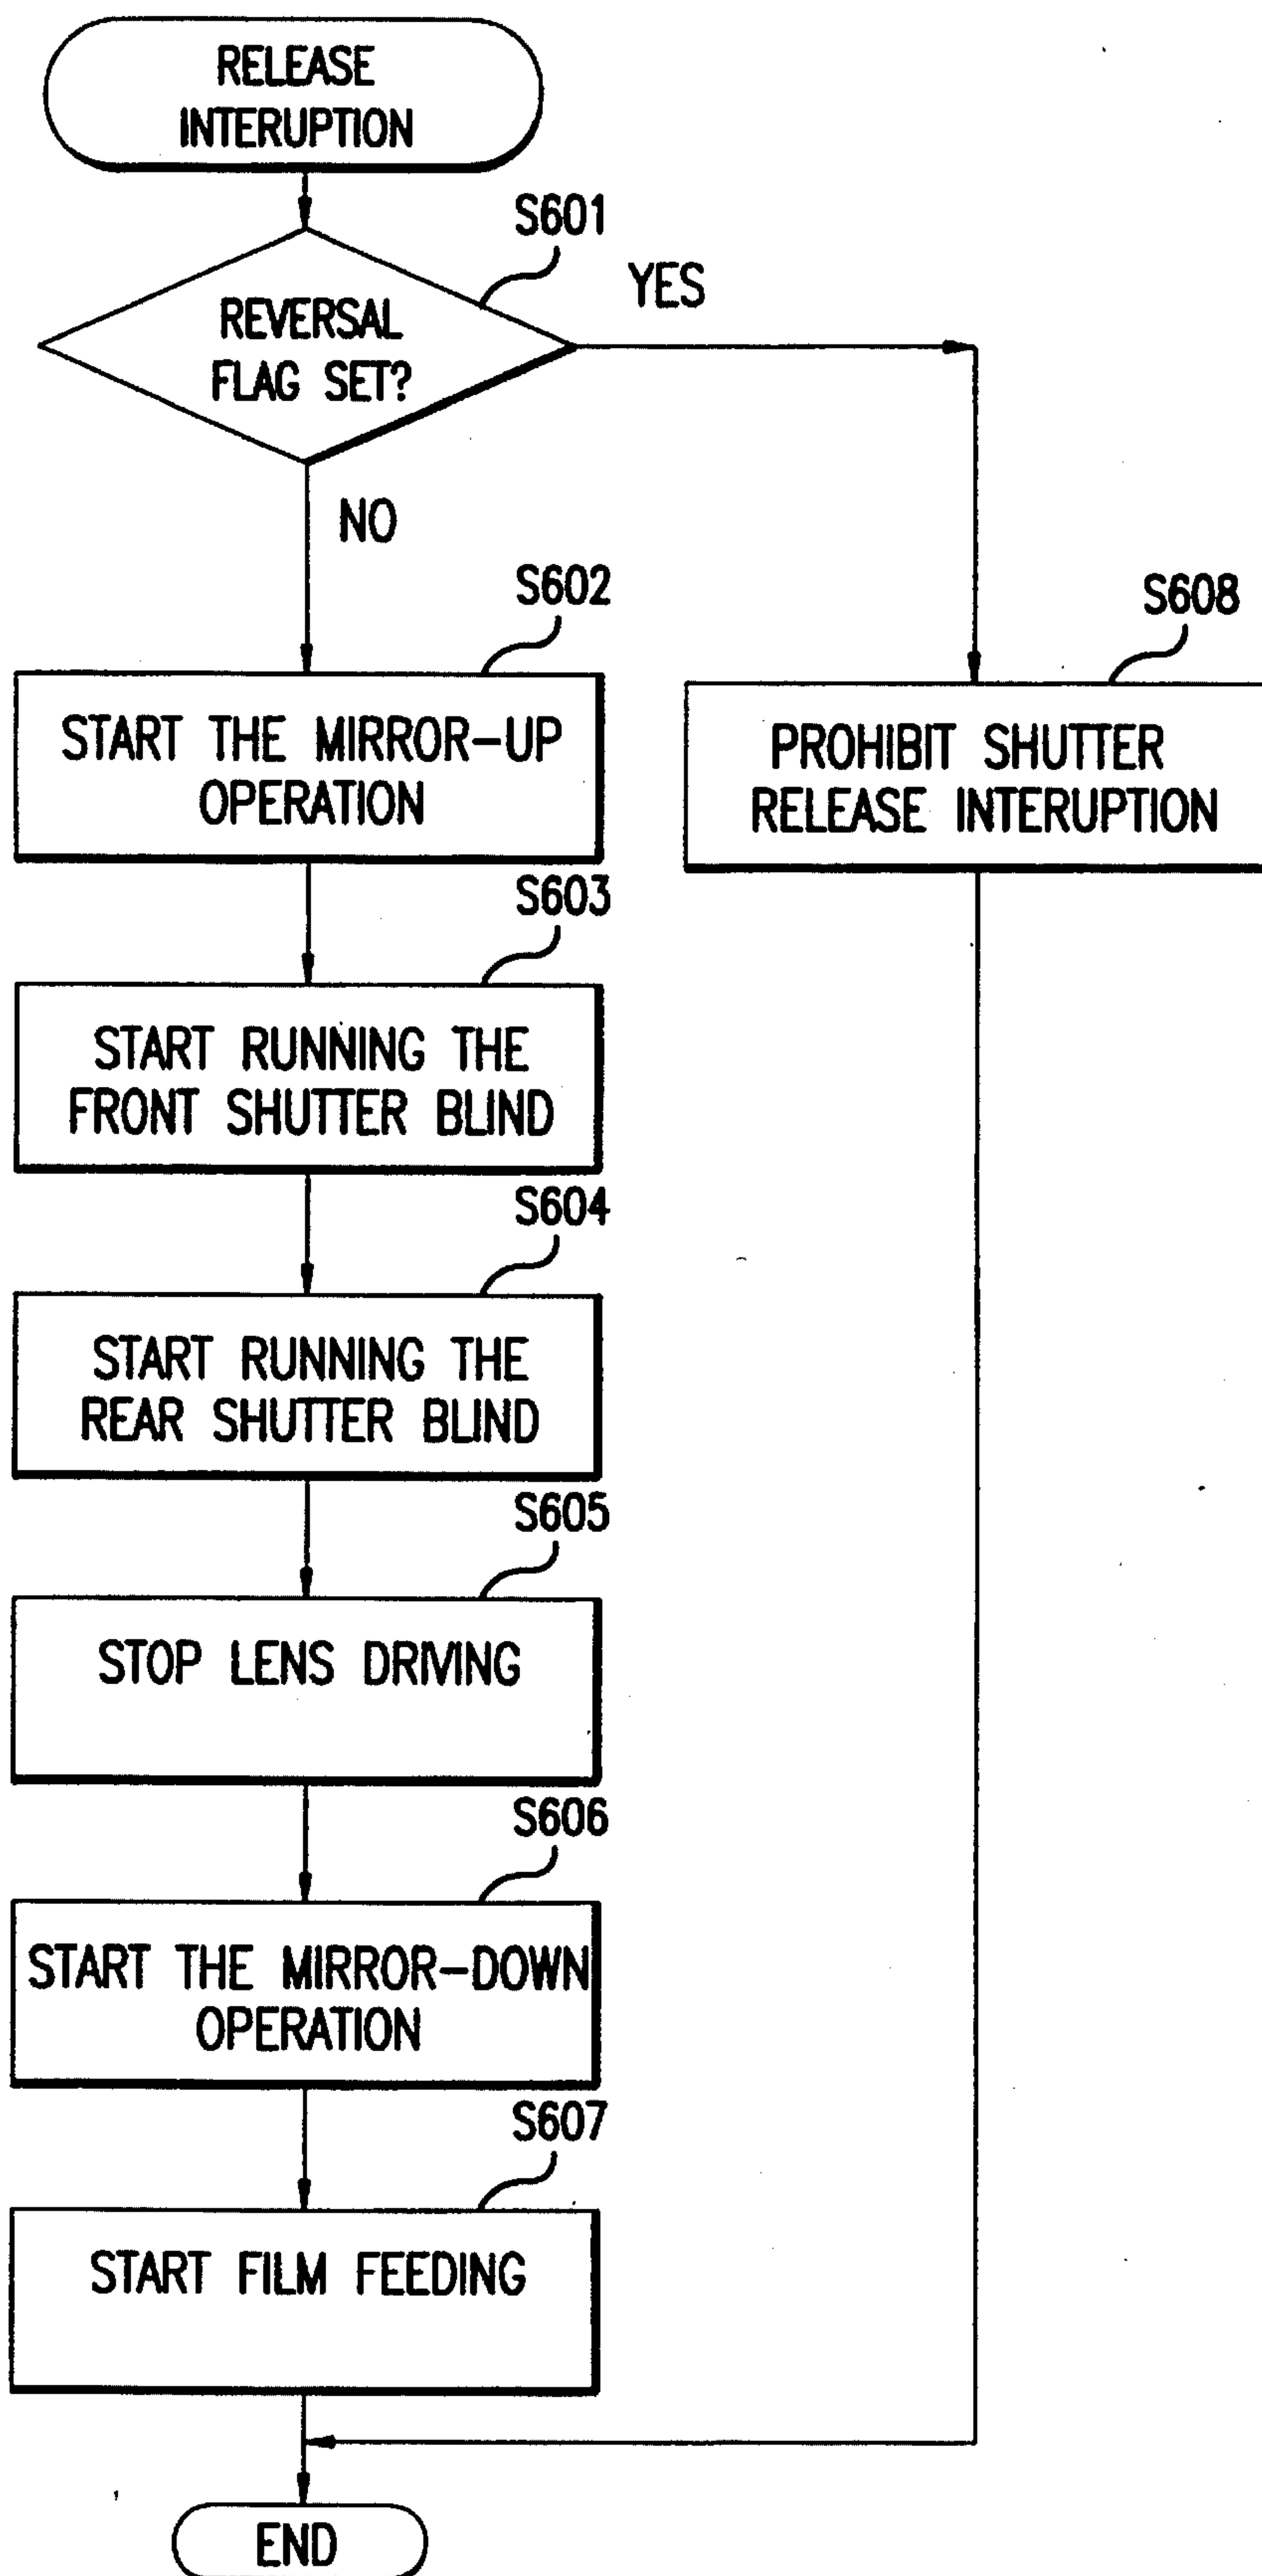 RELEASE
INTERUPTION
S601
REVERSAL
FLAG SET?
YES
NO
S602
START THE MIRROR-UP
OPERATION
S608
PROHIBIT SHUTTER
RELEASE INTERUPTION
S603
START RUNNING THE
FRONT SHUTTER BLIND
S604
START RUNNING THE
REAR SHUTTER BLIND
S605
STOP LENS DRIVING
S606
START THE MIRROR-DOWN
OPERATION
S607
START FILM FEEDING
END